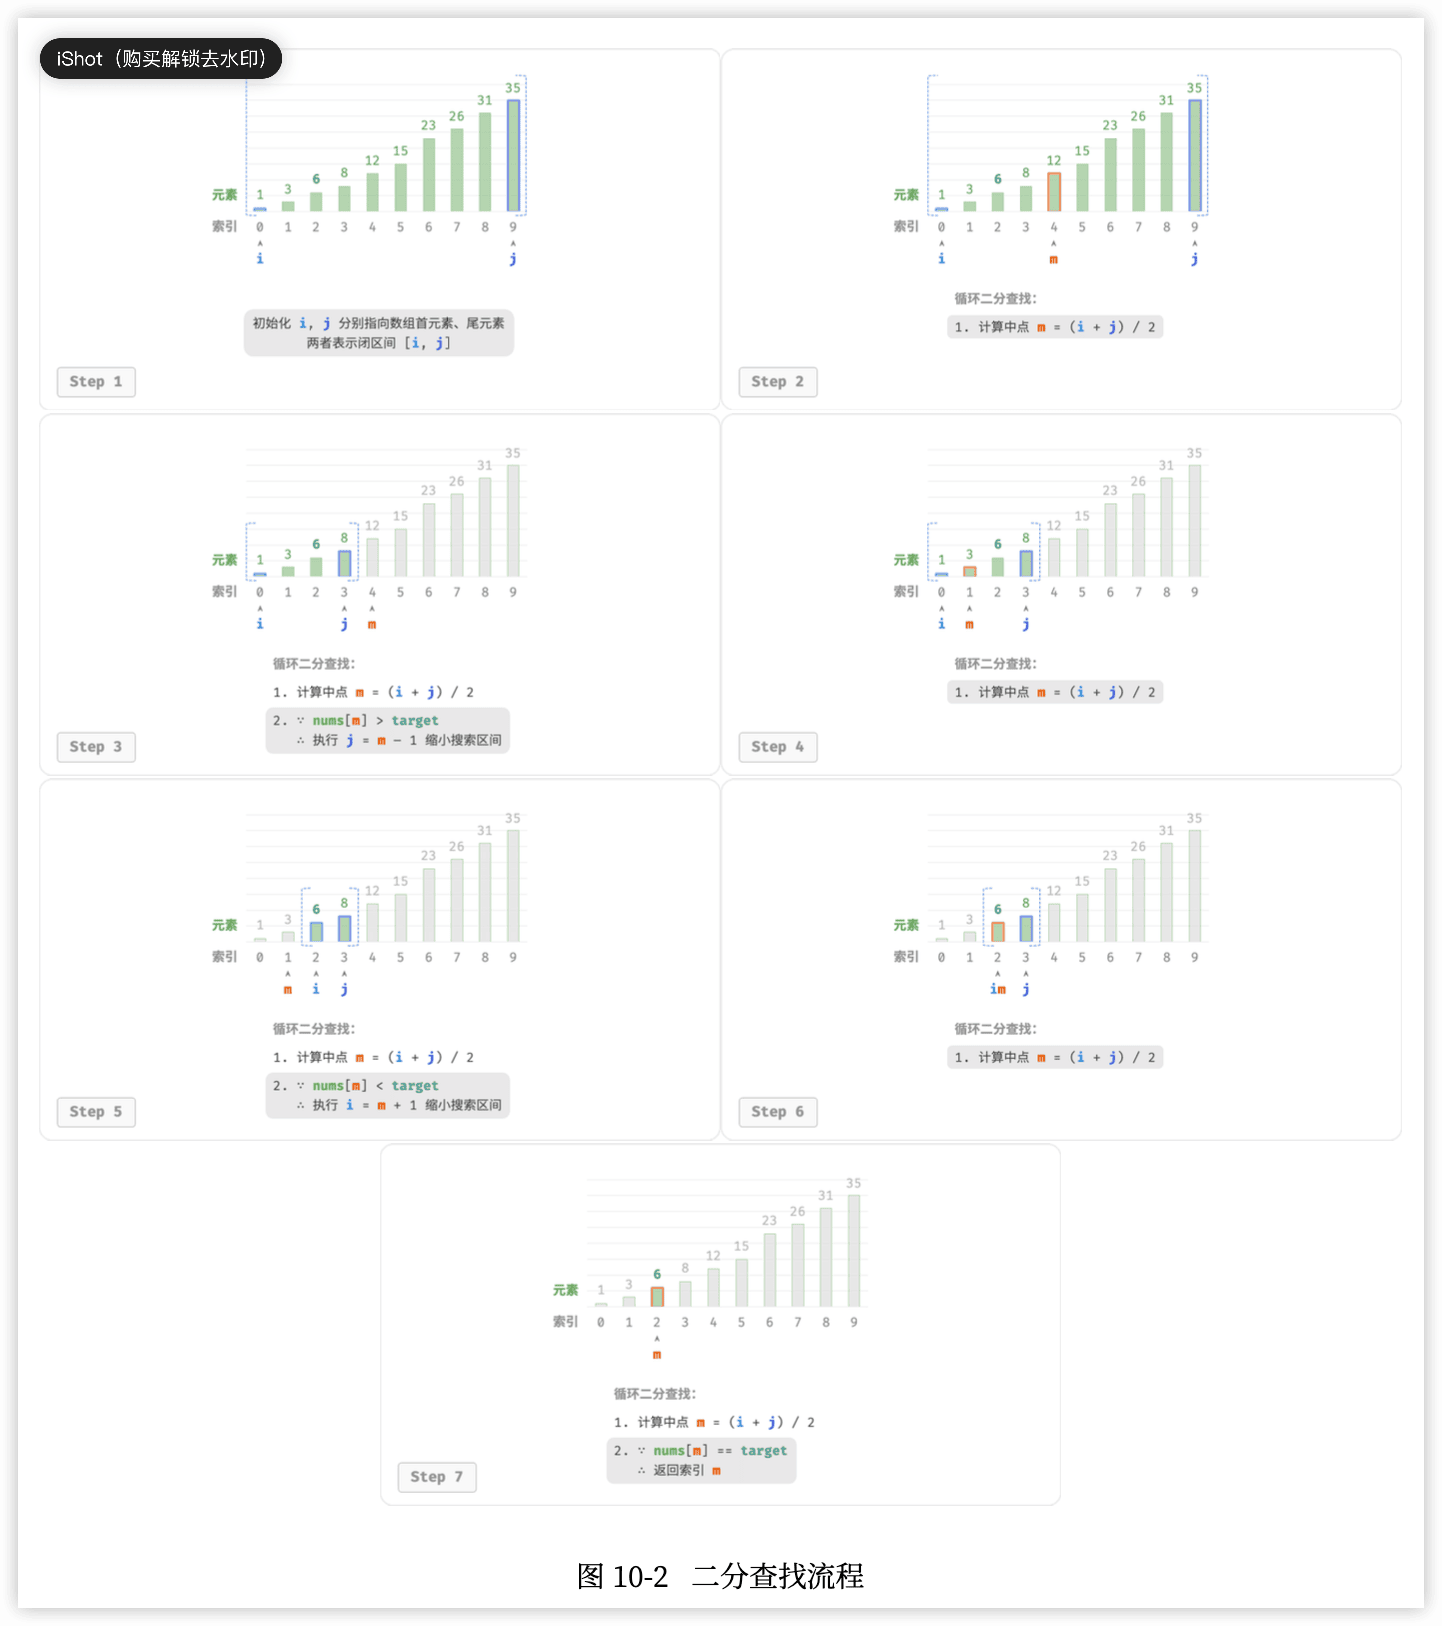 iShot（购买解锁去水印）
35
31
26
23
15
12
8
6
3
元素 1
索引 0 1 2 3 4 5 6 7 8 9
i j
初始化 i, j 分别指向数组首元素、尾元素
两者表示闭区间 [i, j]
Step 1
35
31
26
23
15
12
8
6
3
元素 1
索引 0 1 2 3 4 5 6 7 8 9
i m j
循环二分查找:
1. 计算中点 m = (i + j) / 2
Step 2
35
31
26
23
15
12
8
6
3
元素 1
索引 0 1 2 3 4 5 6 7 8 9
i j m
循环二分查找:
1. 计算中点 m = (i + j) / 2
2. ∵ nums[m] > target
∴ 执行 j = m − 1 缩小搜索区间
Step 3
35
31
26
23
15
12
8
6
3
元素 1
索引 0 1 2 3 4 5 6 7 8 9
i m j
循环二分查找:
1. 计算中点 m = (i + j) / 2
Step 4
35
31
26
23
15
12
8
6
3
元素 1
索引 0 1 2 3 4 5 6 7 8 9
m i j
循环二分查找:
1. 计算中点 m = (i + j) / 2
2. ∵ nums[m] < target
∴ 执行 i = m + 1 缩小搜索区间
Step 5
35
31
26
23
15
12
8
6
3
元素 1
索引 0 1 2 3 4 5 6 7 8 9
im j
循环二分查找:
1. 计算中点 m = (i + j) / 2
Step 6
35
31
26
23
15
12
8
6
3
元素 1
索引 0 1 2 3 4 5 6 7 8 9
m
循环二分查找:
1. 计算中点 m = (i + j) / 2
2. ∵ nums[m] == target
∴ 返回索引 m
Step 7
图 10-2 二分查找流程